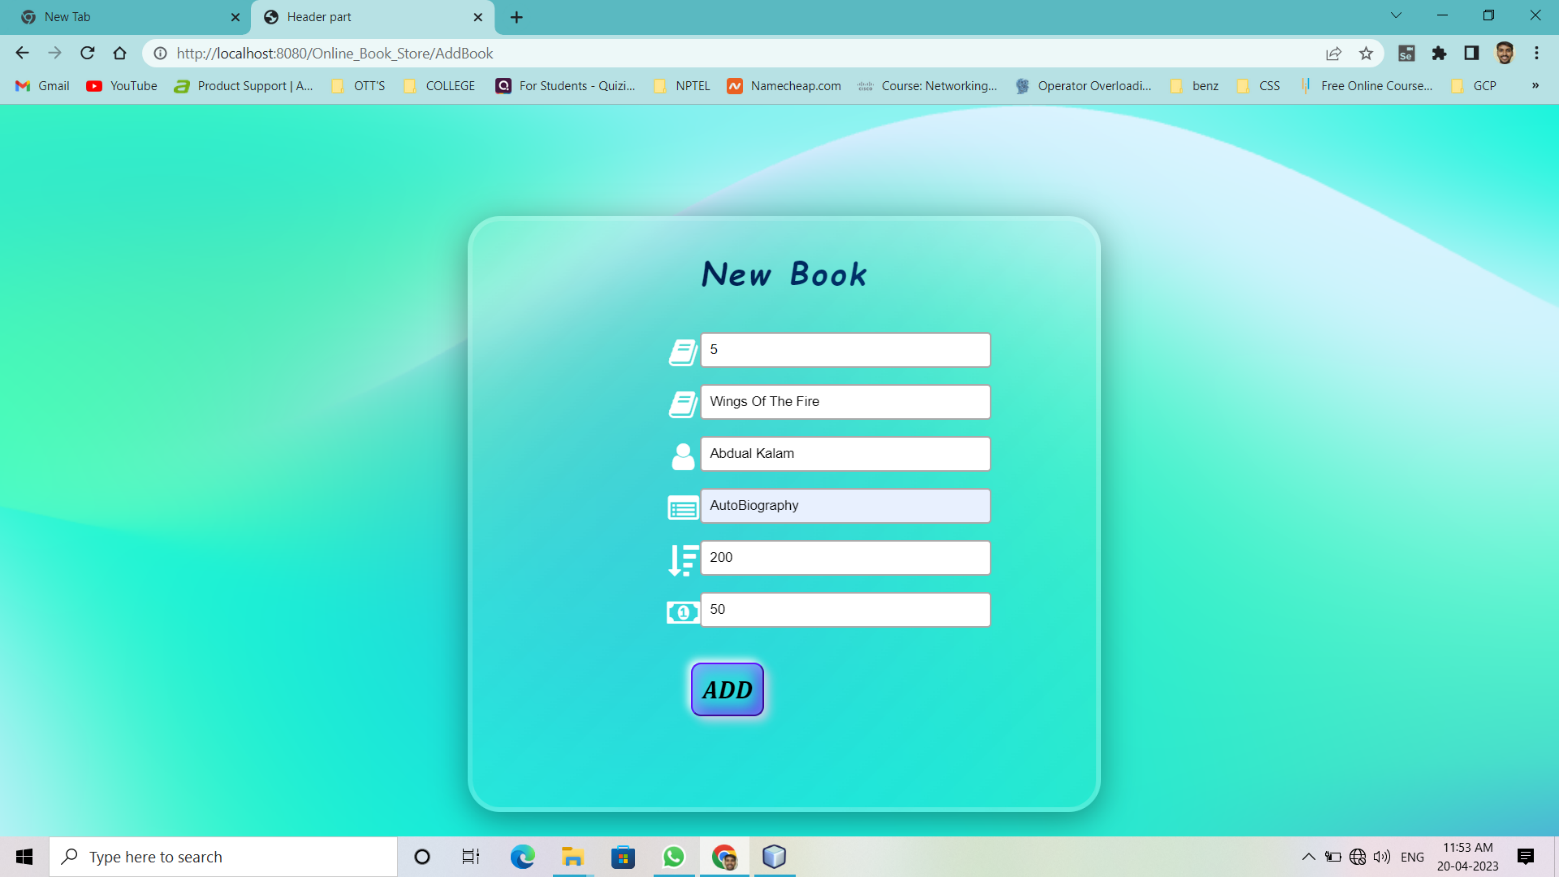 New Tab
Header part
http://localhost:8080/Online_Book_Store/AddBook
Se
Gmail
YouTube
Product Support | A...
OTT'S
COLLEGE
For Students - Quizi...
NPTEL
Namecheap.com
Course: Networking...
Operator Overloadi...
benz
CSS
Free Online Course...
GCP
»
New Book
5
Wings Of The Fire
Abdual Kalam
AutoBiography
200
1
50
ADD
Type here to search
ENG
11:53 AM
20-04-2023